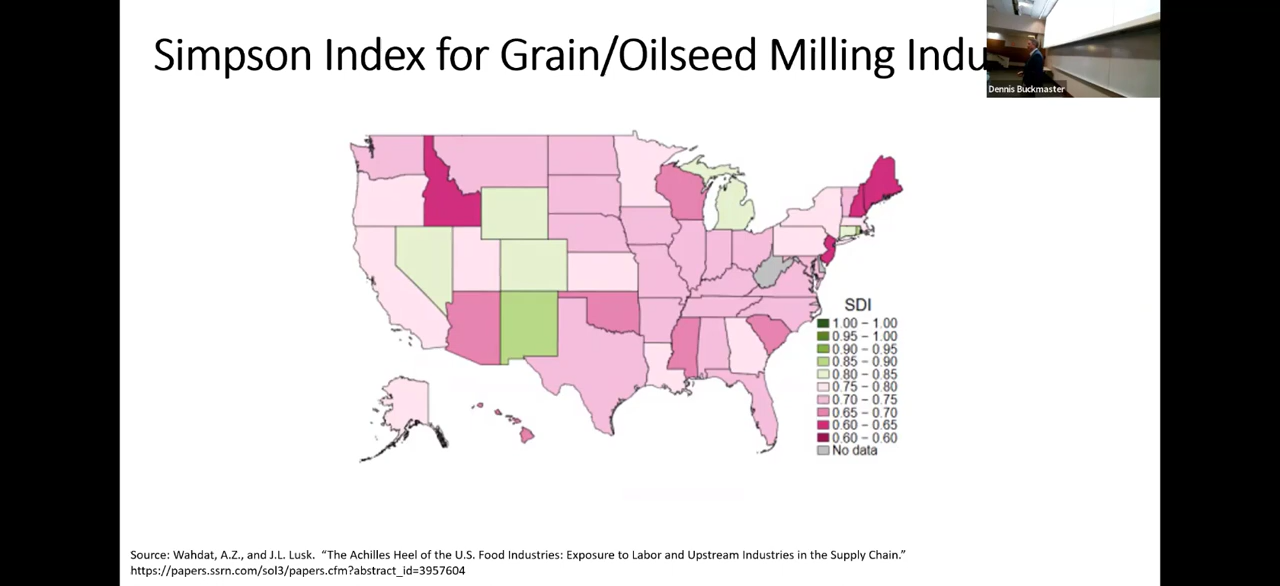 Simpson Index for Grain/Oilseed Milling Indu
Dennis Buckmaster
SDI
1.00 – 1.00
0.95 – 1.00
0.90 – 0.95
0.85 – 0.90
0.80 – 0.85
0.75 – 0.80
0.70 – 0.75
0.65 – 0.70
0.60 – 0.65
0.60 – 0.60
No data
Source: Wahdat, A.Z., and J.L. Lusk. “The Achilles Heel of the U.S. Food Industries: Exposure to Labor and Upstream Industries in the Supply Chain.”
https://papers.ssrn.com/sol3/papers.cfm?abstract_id=3957604